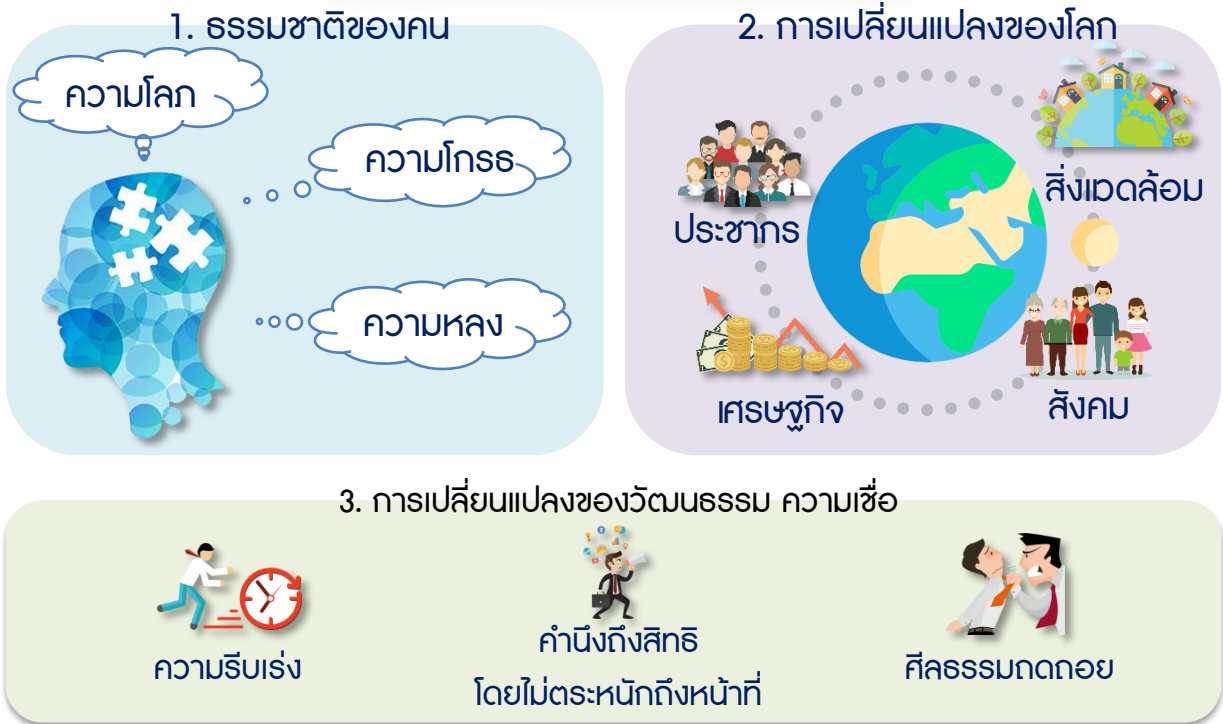 1. ธรรมชาติของคน
ความโลภ
ความโกรธ
ความหลง
2. การเปลี่ยนแปลงของโลก
ประชากร
สิ่งแวดล้อม
เศรษฐกิจ
สังคม
3. การเปลี่ยนแปลงของวัฒนธรรม ความเชื่อ
ความรีบเร่ง
คำนึงถึงสิทธิ
โดยไม่ตระหนักถึงหน้าที่
ศีลธรรมถดถอย